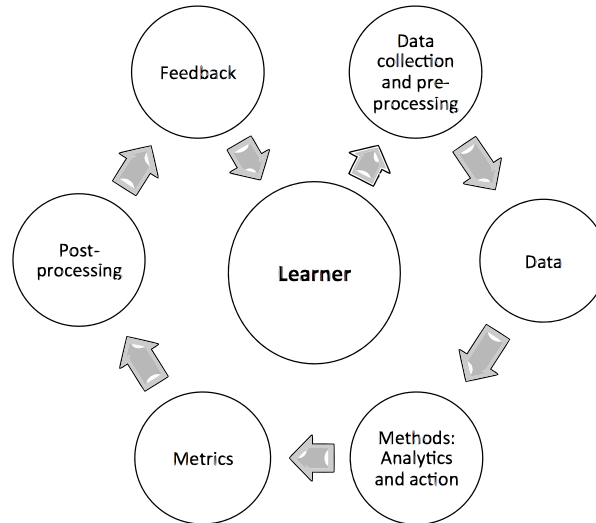 Feedback
Data
collection
and pre-
processing
Post-
processing
Learner
Data
Metrics
Methods:
Analytics
and action